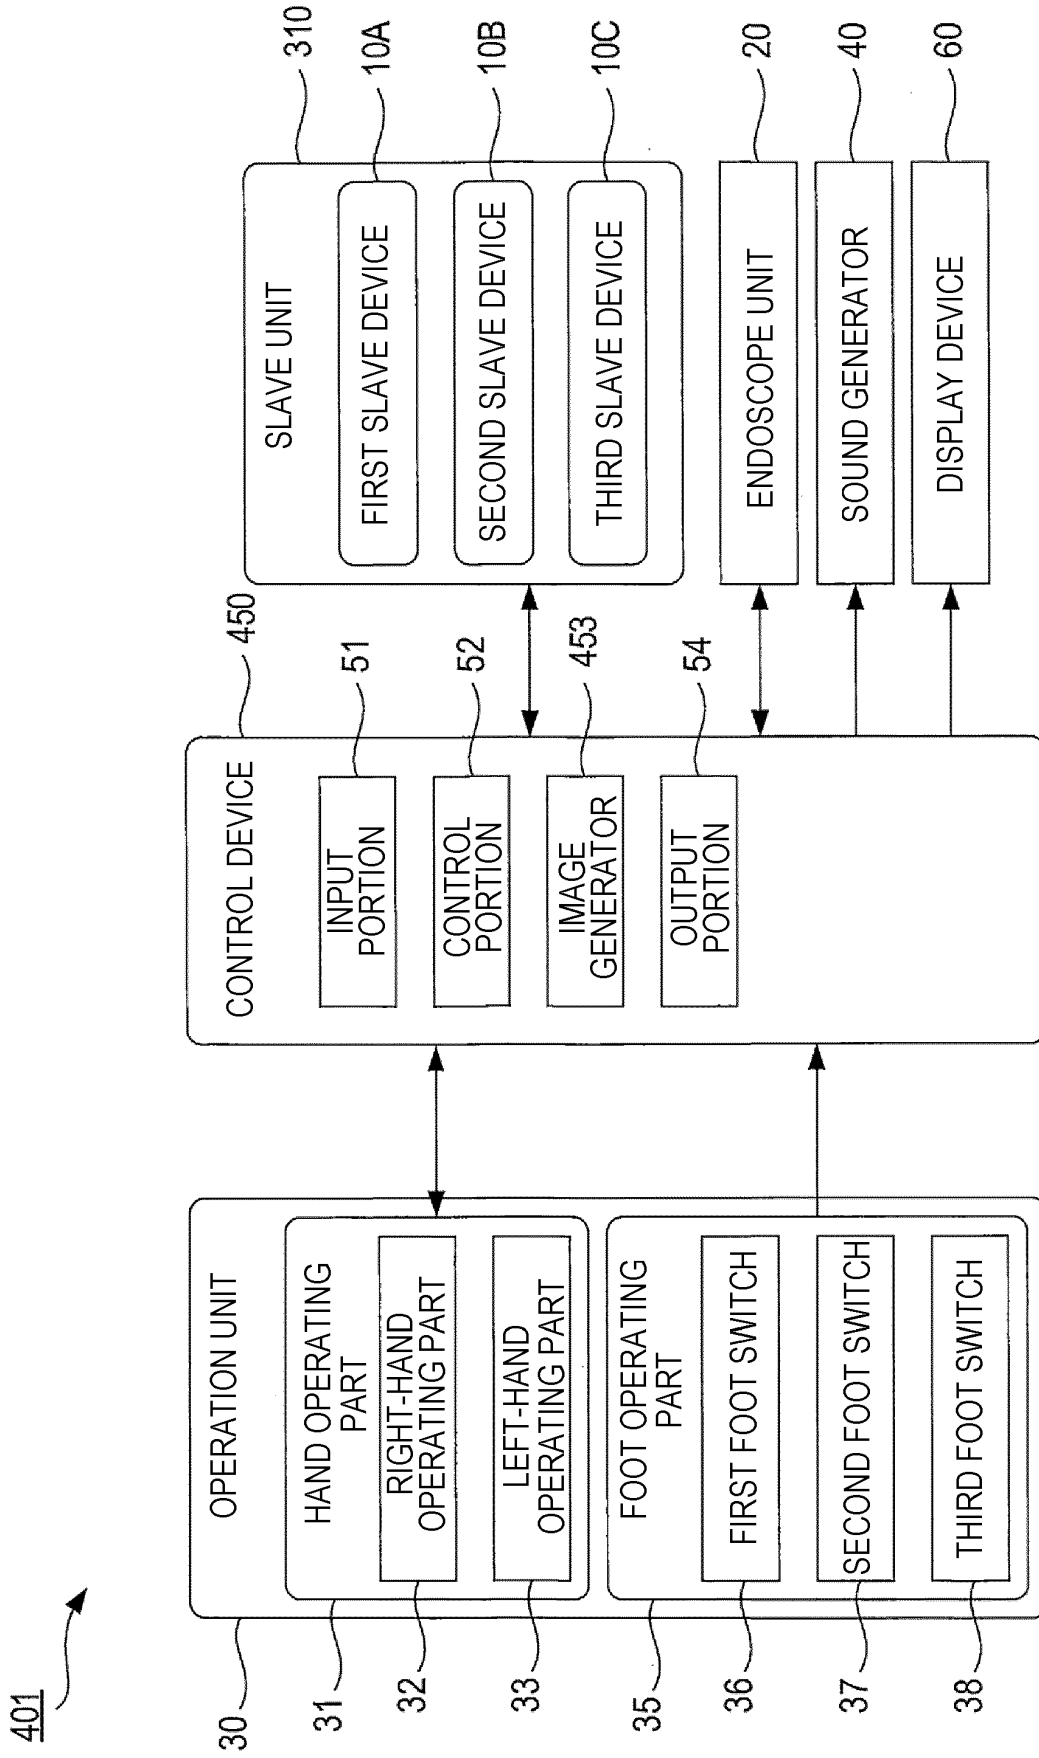 401
30
OPERATION UNIT
31
HAND OPERATING
PART
32
RIGHT-HAND
OPERATING PART
33
LEFT-HAND
OPERATING PART
35
FOOT OPERATING
PART
36
FIRST FOOT SWITCH
37
SECOND FOOT SWITCH
38
THIRD FOOT SWITCH
450
CONTROL DEVICE
51
INPUT
PORTION
52
CONTROL
PORTION
453
IMAGE
GENERATOR
54
OUTPUT
PORTION
310
SLAVE UNIT
10A
FIRST SLAVE DEVICE
10B
SECOND SLAVE DEVICE
10C
THIRD SLAVE DEVICE
20
ENDOSCOPE UNIT
40
SOUND GENERATOR
60
DISPLAY DEVICE